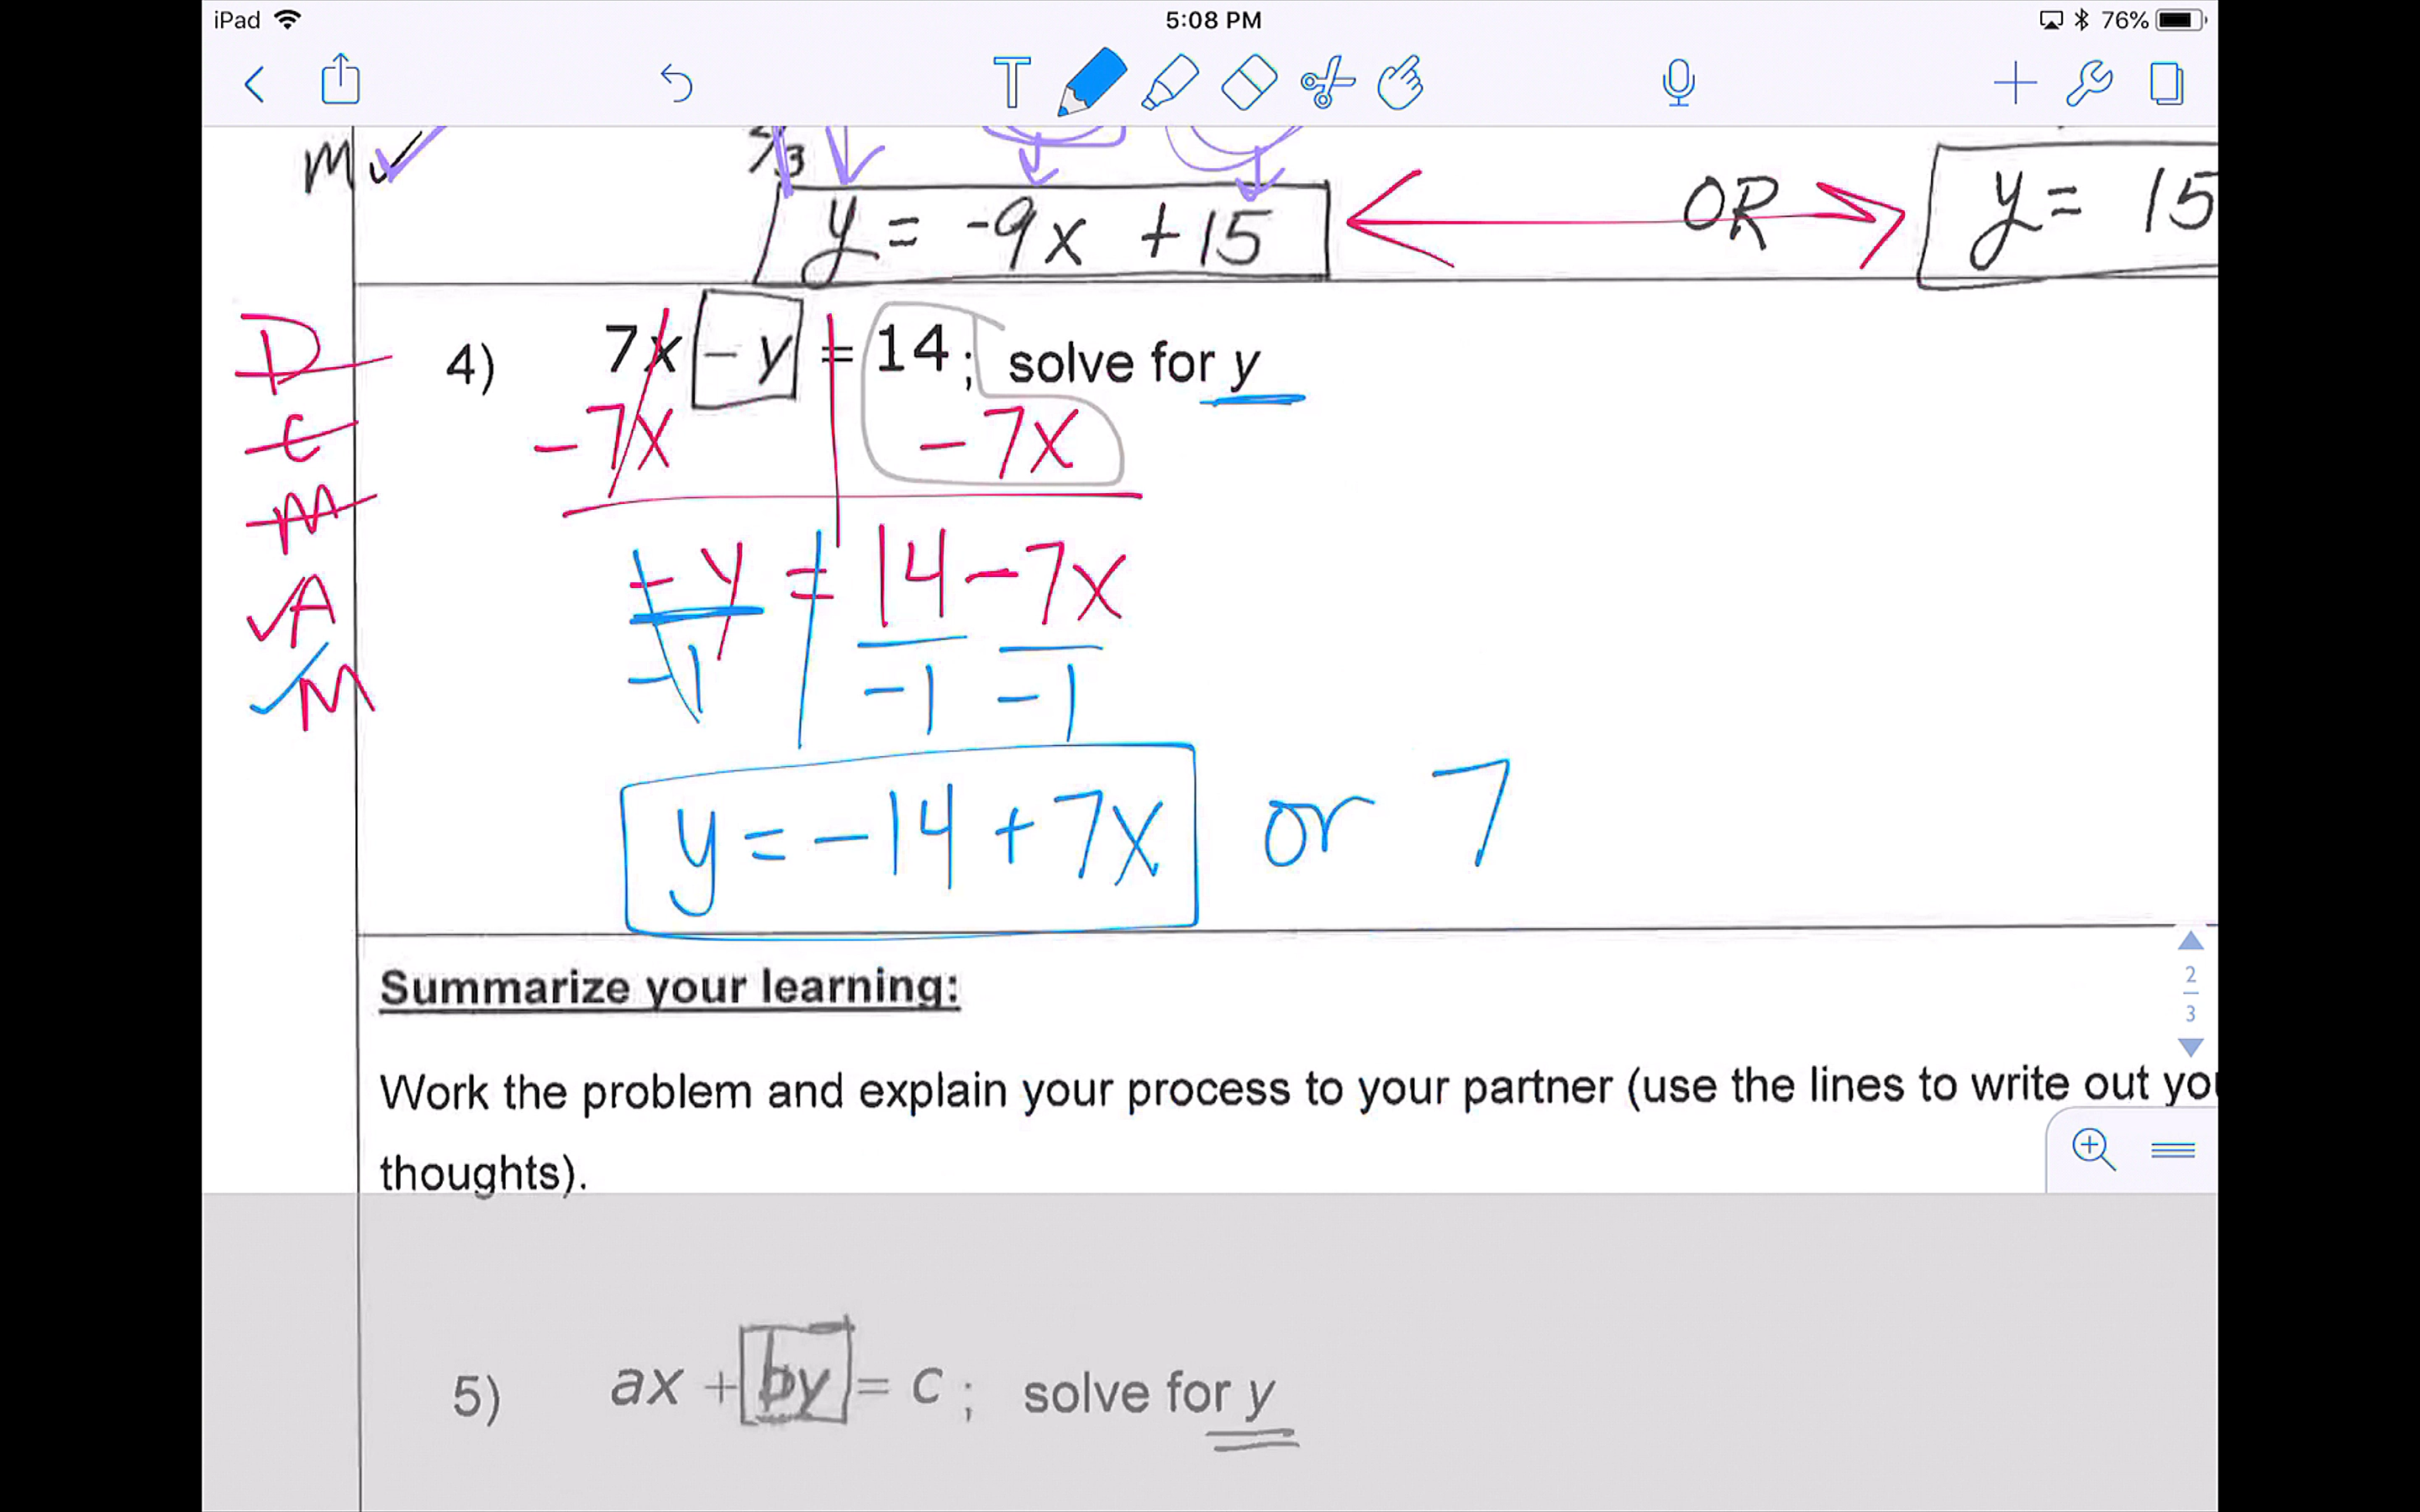 iPad 5:08 PM 76%
T
M
y = -9x +15 OR y = 15
D
4) 7x - y = 14; solve for y
-7x -7x
M
-y = 14 - 7x
A
-1 -1 -1
M
y = -14 + 7x or 7
Summarize your learning:
2
3
Work the problem and explain your process to your partner (use the lines to write out yo
thoughts).
5) ax + by = c; solve for y